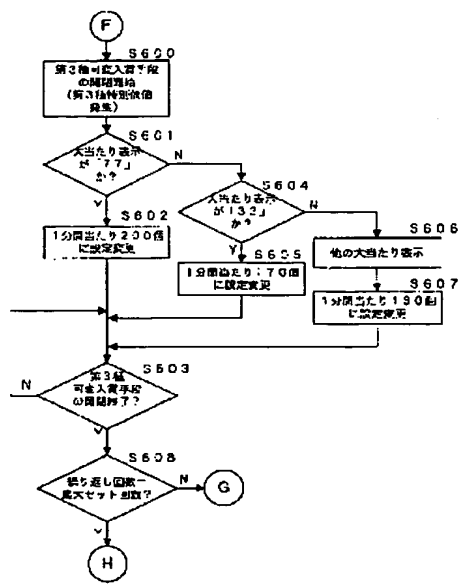 F
S600
第3種可変入賞手段
の開閉開始
(第3種特別価値
発生)
S601
大当たり表示
が「77」
か?
N
Y
S602
1分間当たり200個
に設定変更
S604
大当たり表示
が「33」
か?
N
Y
S605
1分間当たり170個
に設定変更
S606
他の大当たり表示
S607
1分間当たり190個
に設定変更
S603
第3種
可変入賞手段
の開閉終了?
N
Y
S608
繰り返し回数=
最大セット回数?
N
G
Y
H